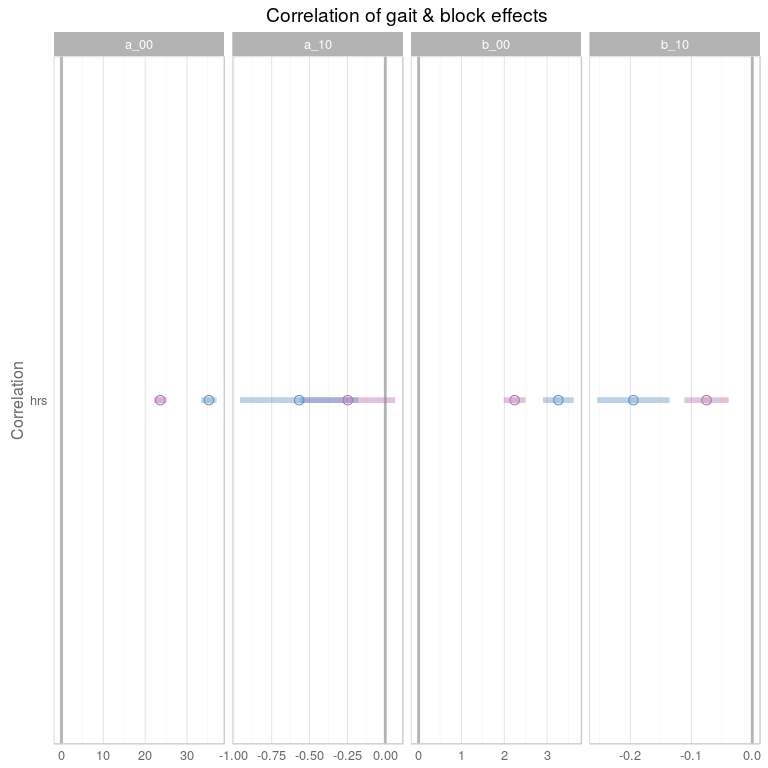 Correlation of gait & block effects
a_00 a_10 b_00 b_10
Correlation
hrs
0 10 20 30 -1.00 -0.75 -0.50 -0.25 0.00 0 1 2 3 -0.2 -0.1 0.0